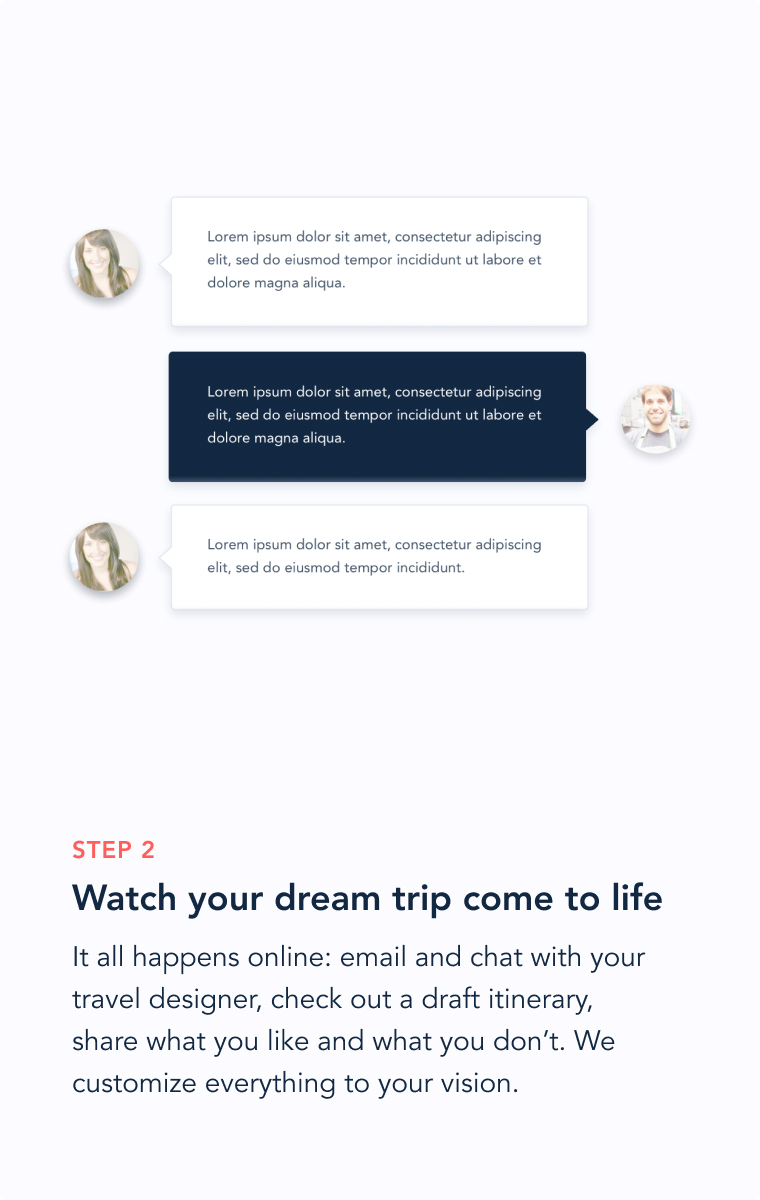 Lorem ipsum dolor sit amet, consectetur adipiscing
elit, sed do eiusmod tempor incididunt ut labore et
dolore magna aliqua.
Lorem ipsum dolor sit amet, consectetur adipiscing
elit, sed do eiusmod tempor incididunt ut labore et
dolore magna aliqua.
Lorem ipsum dolor sit amet, consectetur adipiscing
elit, sed do eiusmod tempor incididunt.
STEP 2
Watch your dream trip come to life
It all happens online: email and chat with your
travel designer, check out a draft itinerary,
share what you like and what you don’t. We
customize everything to your vision.